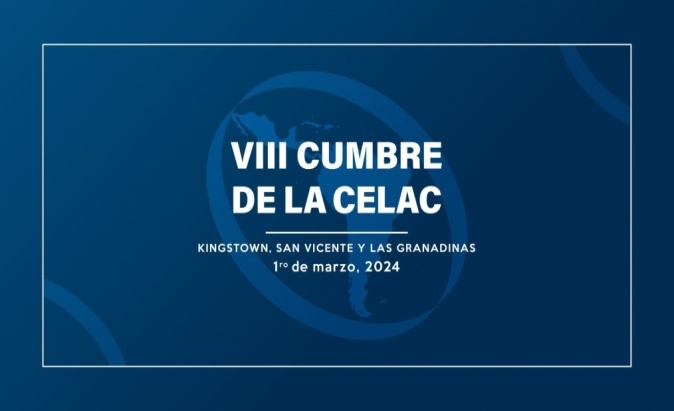 VIII CUMBRE
DE LA CELAC
KINGSTOWN, SAN VICENTE Y LAS GRANADINAS
1ʳᵒ de marzo, 2024